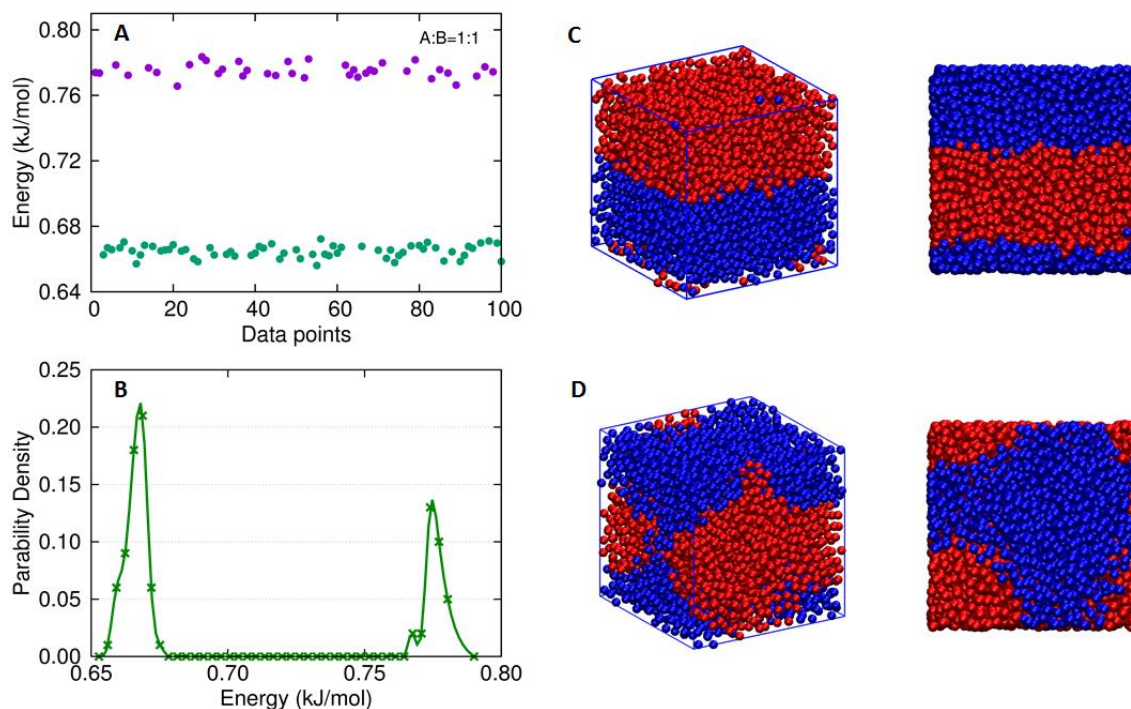 A
A:B=1:1
Energy (kJ/mol)
0.80
0.76
0.72
0.68
0.64
0 20 40 60 80 100
Data points
B
Parability Density
0.25
0.20
0.15
0.10
0.05
0.00
0.65 0.70 0.75 0.80
Energy (kJ/mol)
C
D